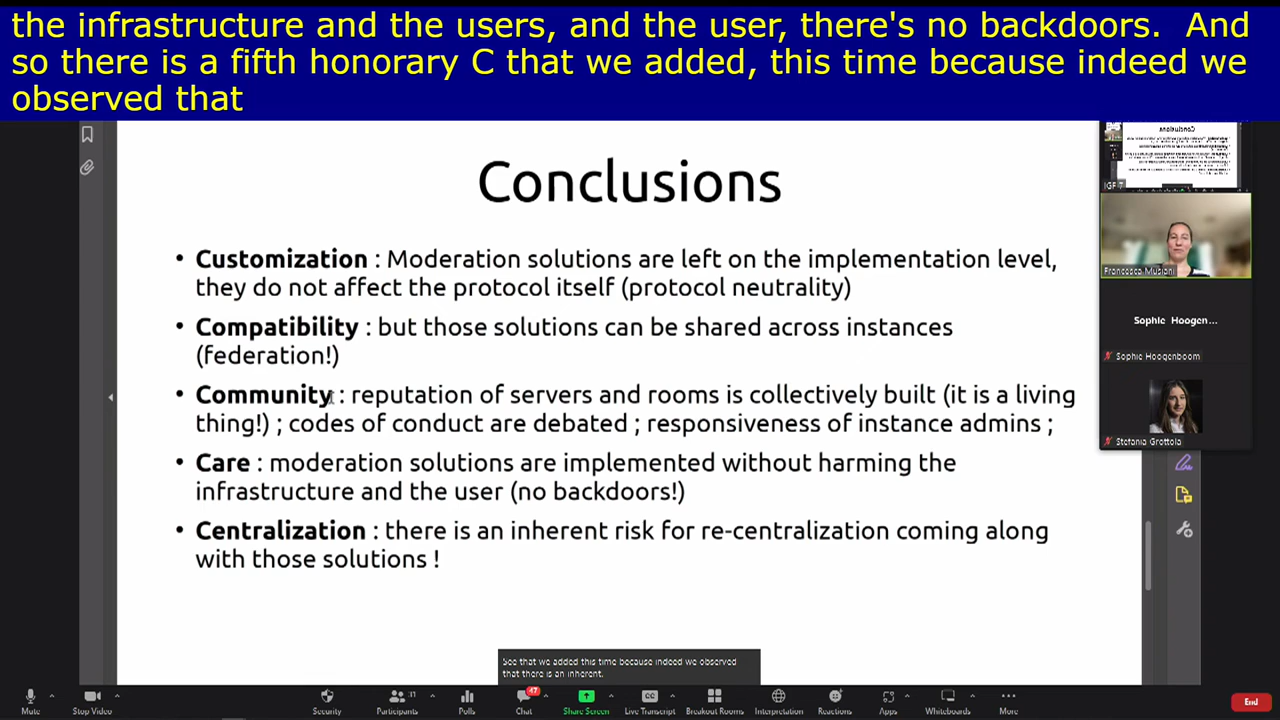 the infrastructure and the users, and the user, there's no backdoors. And
so there is a fifth honorary C that we added, this time because indeed we
observed that
Conclusions
• Customization : Moderation solutions are left on the implementation level,
they do not affect the protocol itself (protocol neutrality)
• Compatibility : but those solutions can be shared across instances
(federation!)
• Community : reputation of servers and rooms is collectively built (it is a living
thing!) ; codes of conduct are debated ; responsiveness of instance admins ;
• Care : moderation solutions are implemented without harming the
infrastructure and the user (no backdoors!)
• Centralization : there is an inherent risk for re-centralization coming along
with those solutions !
Conclusions
IGF 7
Francesca Musiani
Sophie Hoogen...
Sophie Hoogenboom
Stefania Grottola
See that we added this time because indeed we observed
that there is an inherent.
Mute
Stop Video
Security
Participants
31
Polls
Chat
47
Share Screen
Live Transcript
Breakout Rooms
Interpretation
Reactions
Apps
Whiteboards
More
End